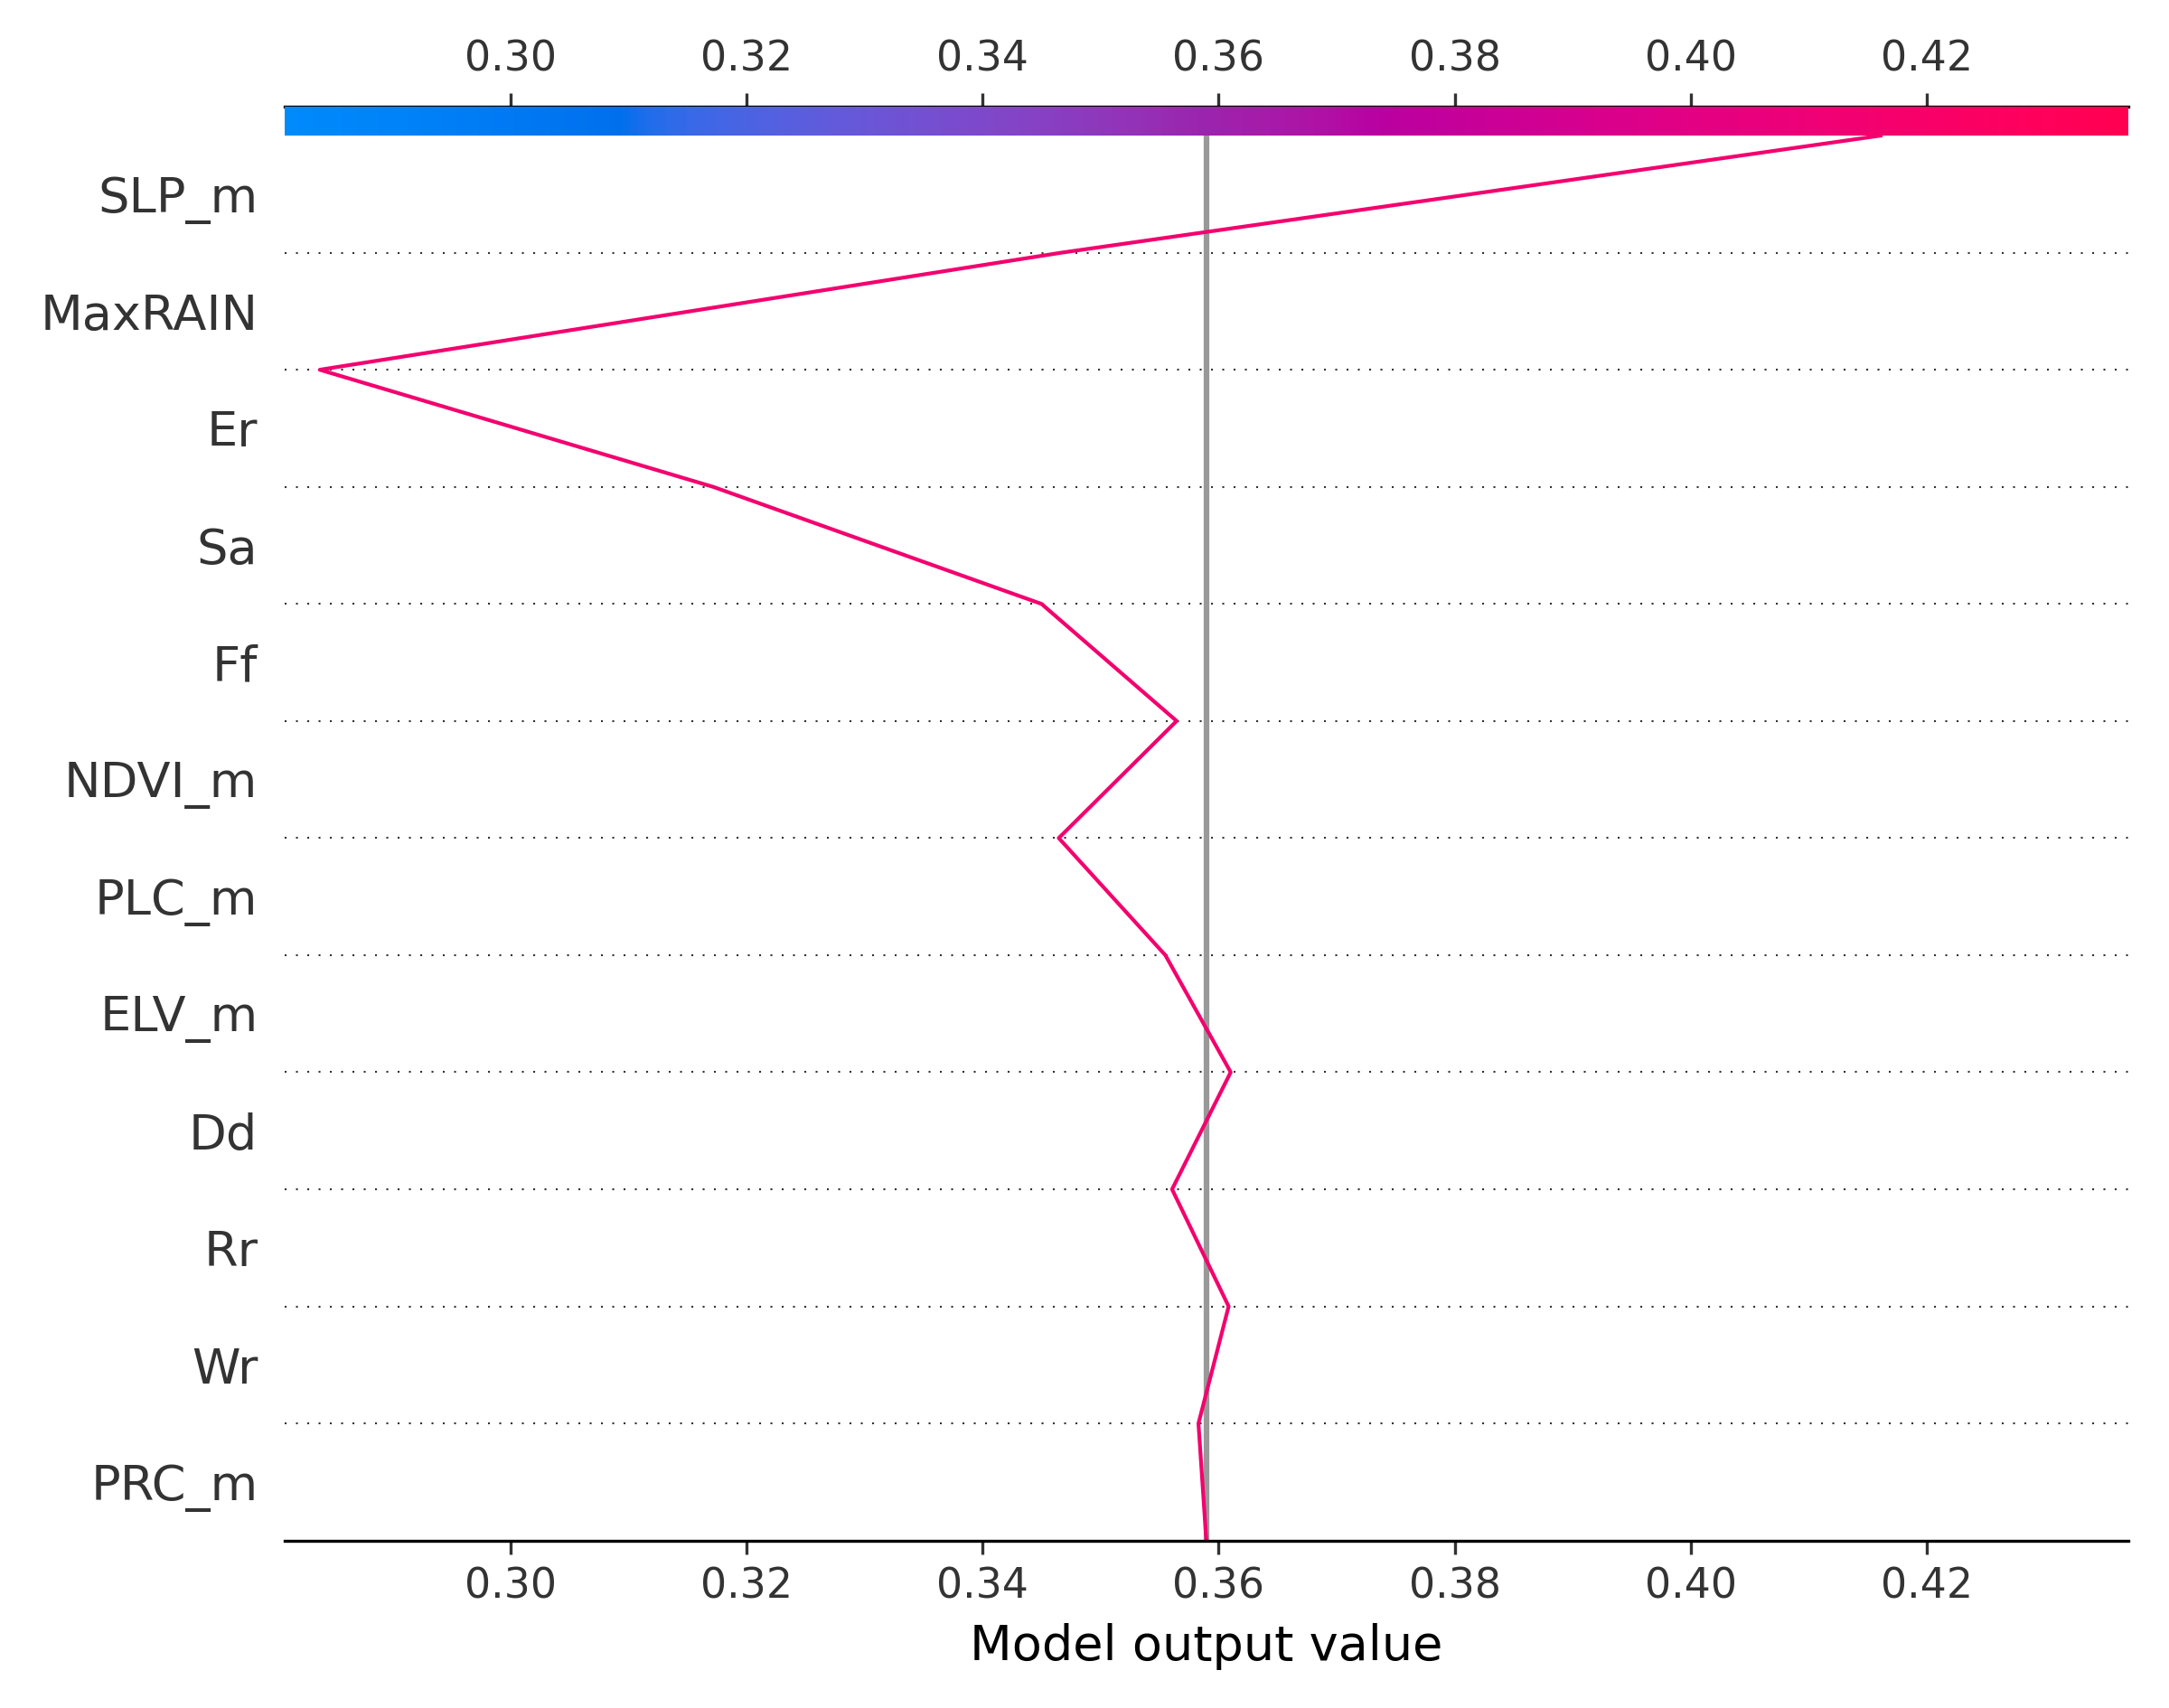 0.30 0.32 0.34 0.36 0.38 0.40 0.42
SLP_m
MaxRAIN
Er
Sa
Ff
NDVI_m
PLC_m
ELV_m
Dd
Rr
Wr
PRC_m
0.30 0.32 0.34 0.36 0.38 0.40 0.42
Model output value